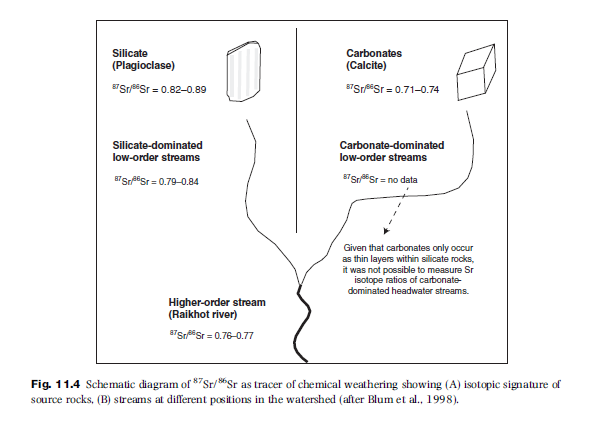 Silicate
(Plagioclase)
⁸⁷Sr/⁸⁶Sr = 0.82–0.89
Silicate-dominated
low-order streams
⁸⁷Sr/⁸⁶Sr = 0.79–0.84
Carbonates
(Calcite)
⁸⁷Sr/⁸⁶Sr = 0.71–0.74
Carbonate-dominated
low-order streams
⁸⁷Sr/⁸⁶Sr = no data
Given that carbonates only occur
as thin layers within silicate rocks,
it was not possible to measure Sr
isotope ratios of carbonate-
dominated headwater streams.
Higher-order stream
(Raikhot river)
⁸⁷Sr/⁸⁶Sr = 0.76–0.77
Fig. 11.4 Schematic diagram of ⁸⁷Sr/⁸⁶Sr as tracer of chemical weathering showing (A) isotopic signature of
source rocks, (B) streams at different positions in the watershed (after Blum et al., 1998).